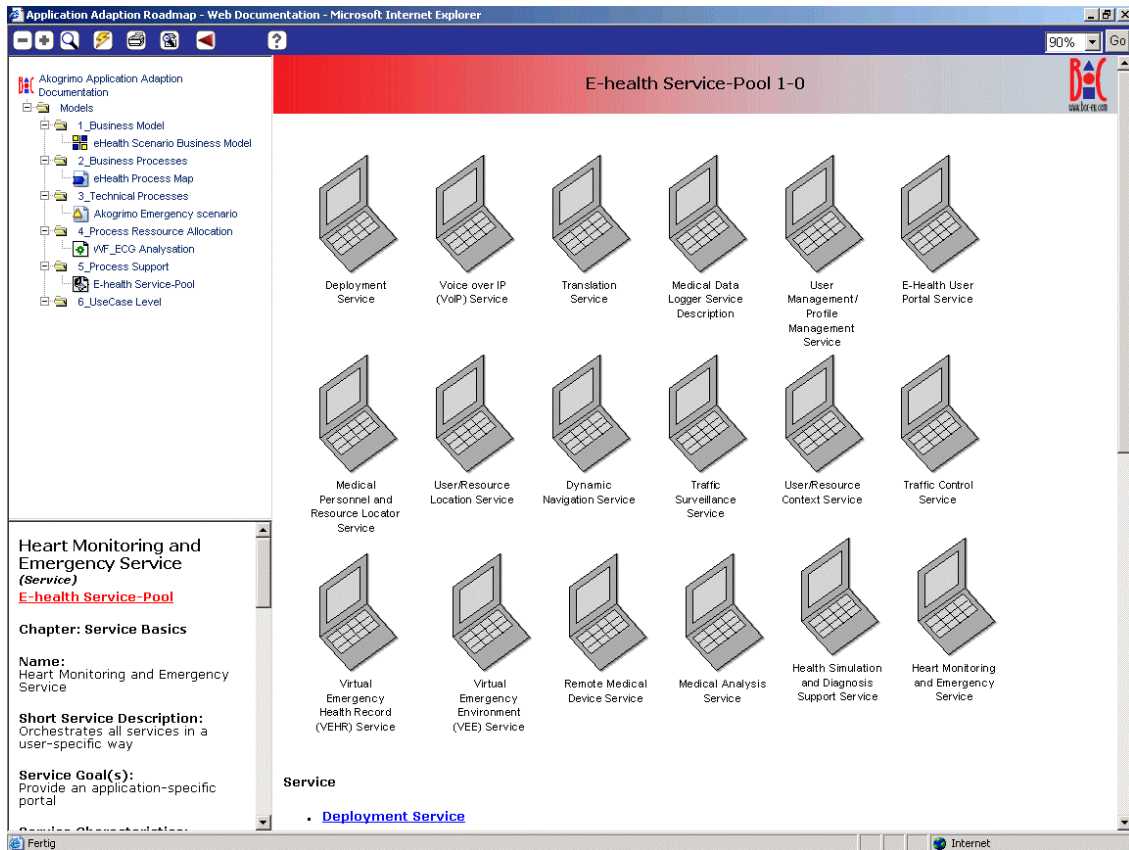 Application Adaption Roadmap - Web Documentation - Microsoft Internet Explorer
90%
Go
Akogrimo Application Adaption
Documentation
Models
1_Business Model
eHealth Scenario Business Model
2_Business Processes
eHealth Process Map
3_Technical Processes
Akogrimo Emergency scenario
4_Process Ressource Allocation
WF_ECG Analysation
5_Process Support
E-health Service-Pool
6_UseCase Level
Heart Monitoring and
Emergency Service
(Service)
E-health Service-Pool
Chapter: Service Basics
Name:
Heart Monitoring and Emergency
Service
Short Service Description:
Orchestrates all services in a
user-specific way
Service Goal(s):
Provide an application-specific
portal
Service Characteristics:
E-health Service-Pool 1-0
BOC
www.boc-eu.com
Deployment
Service
Voice over IP
(VoIP) Service
Translation
Service
Medical Data
Logger Service
Description
User
Management/
Profile
Management
Service
E-Health User
Portal Service
Medical
Personnel and
Resource Locator
Service
User/Resource
Location Service
Dynamic
Navigation Service
Traffic
Surveillance
Service
User/Resource
Context Service
Traffic Control
Service
Virtual
Emergency
Health Record
(VEHR) Service
Virtual
Emergency
Environment
(VEE) Service
Remote Medical
Device Service
Medical Analysis
Service
Health Simulation
and Diagnosis
Support Service
Heart Monitoring
and Emergency
Service
Service
Deployment Service
Fertig
Internet